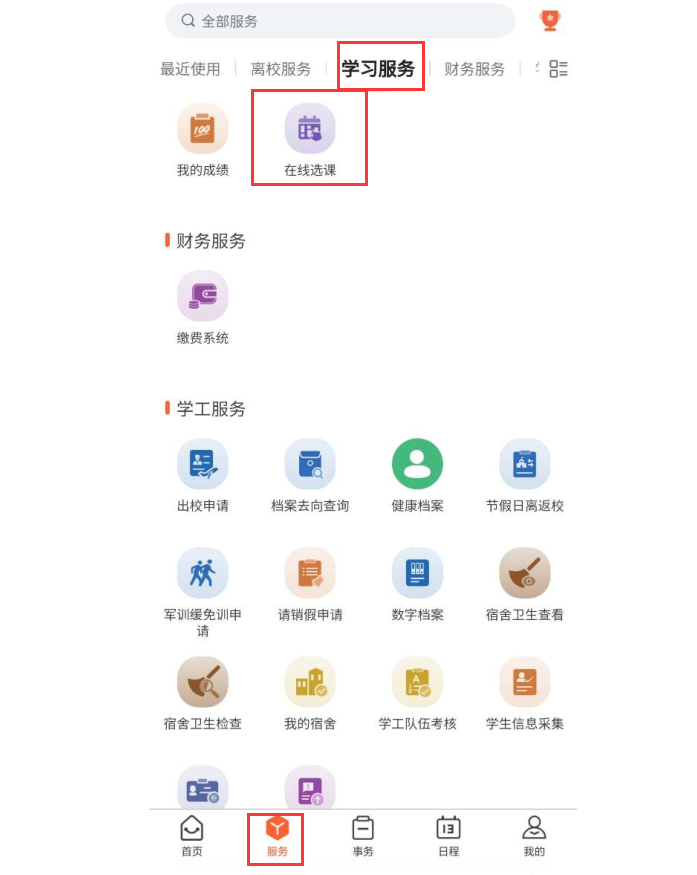 全部服务
最近使用 离校服务 学习服务 财务服务
我的成绩 在线选课
财务服务
缴费系统
学工服务
出校申请 档案去向查询 健康档案 节假日离返校
军训缓免训申请 请销假申请 数字档案 宿舍卫生查看
宿舍卫生检查 我的宿舍 学工队伍考核 学生信息采集
首页 服务 事务 日程 我的